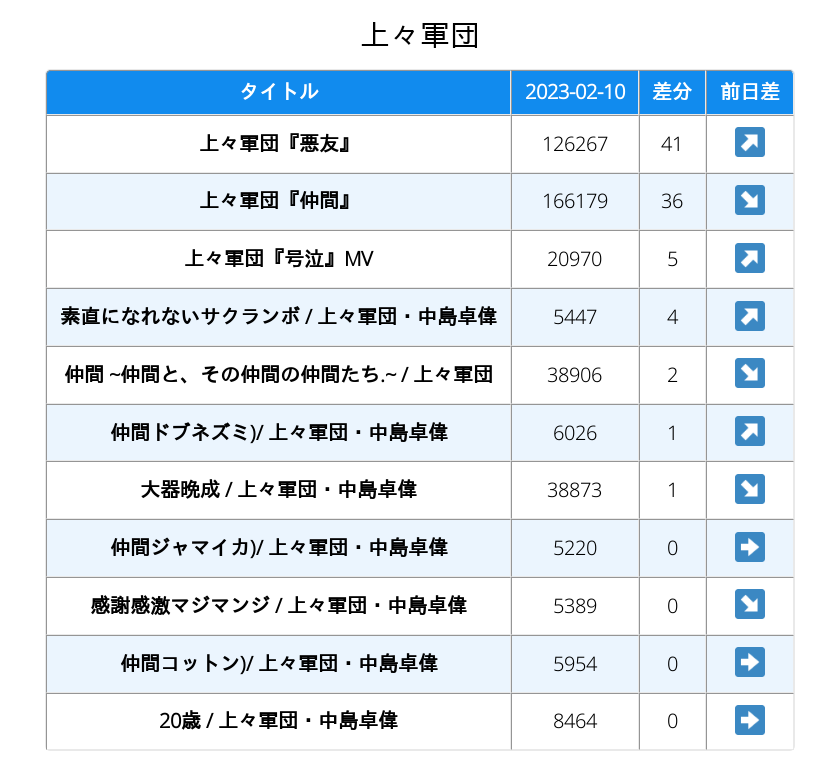 上々軍団
タイトル 2023-02-10 差分 前日差
上々軍団『悪友』 126267 41 ↗
上々軍団『仲間』 166179 36 ↘
上々軍団『号泣』MV 20970 5 ↗
素直になれないサクランボ / 上々軍団・中島卓偉 5447 4 ↗
仲間 ~仲間と、その仲間の仲間たち.~ / 上々軍団 38906 2 ↘
仲間ドブネズミ)/ 上々軍団・中島卓偉 6026 1 ↗
大器晩成 / 上々軍団・中島卓偉 38873 1 ↘
仲間ジャマイカ)/ 上々軍団・中島卓偉 5220 0 ➡
感謝感激マジマンジ / 上々軍団・中島卓偉 5389 0 ↘
仲間コットン)/ 上々軍団・中島卓偉 5954 0 ➡
20歳 / 上々軍団・中島卓偉 8464 0 ➡